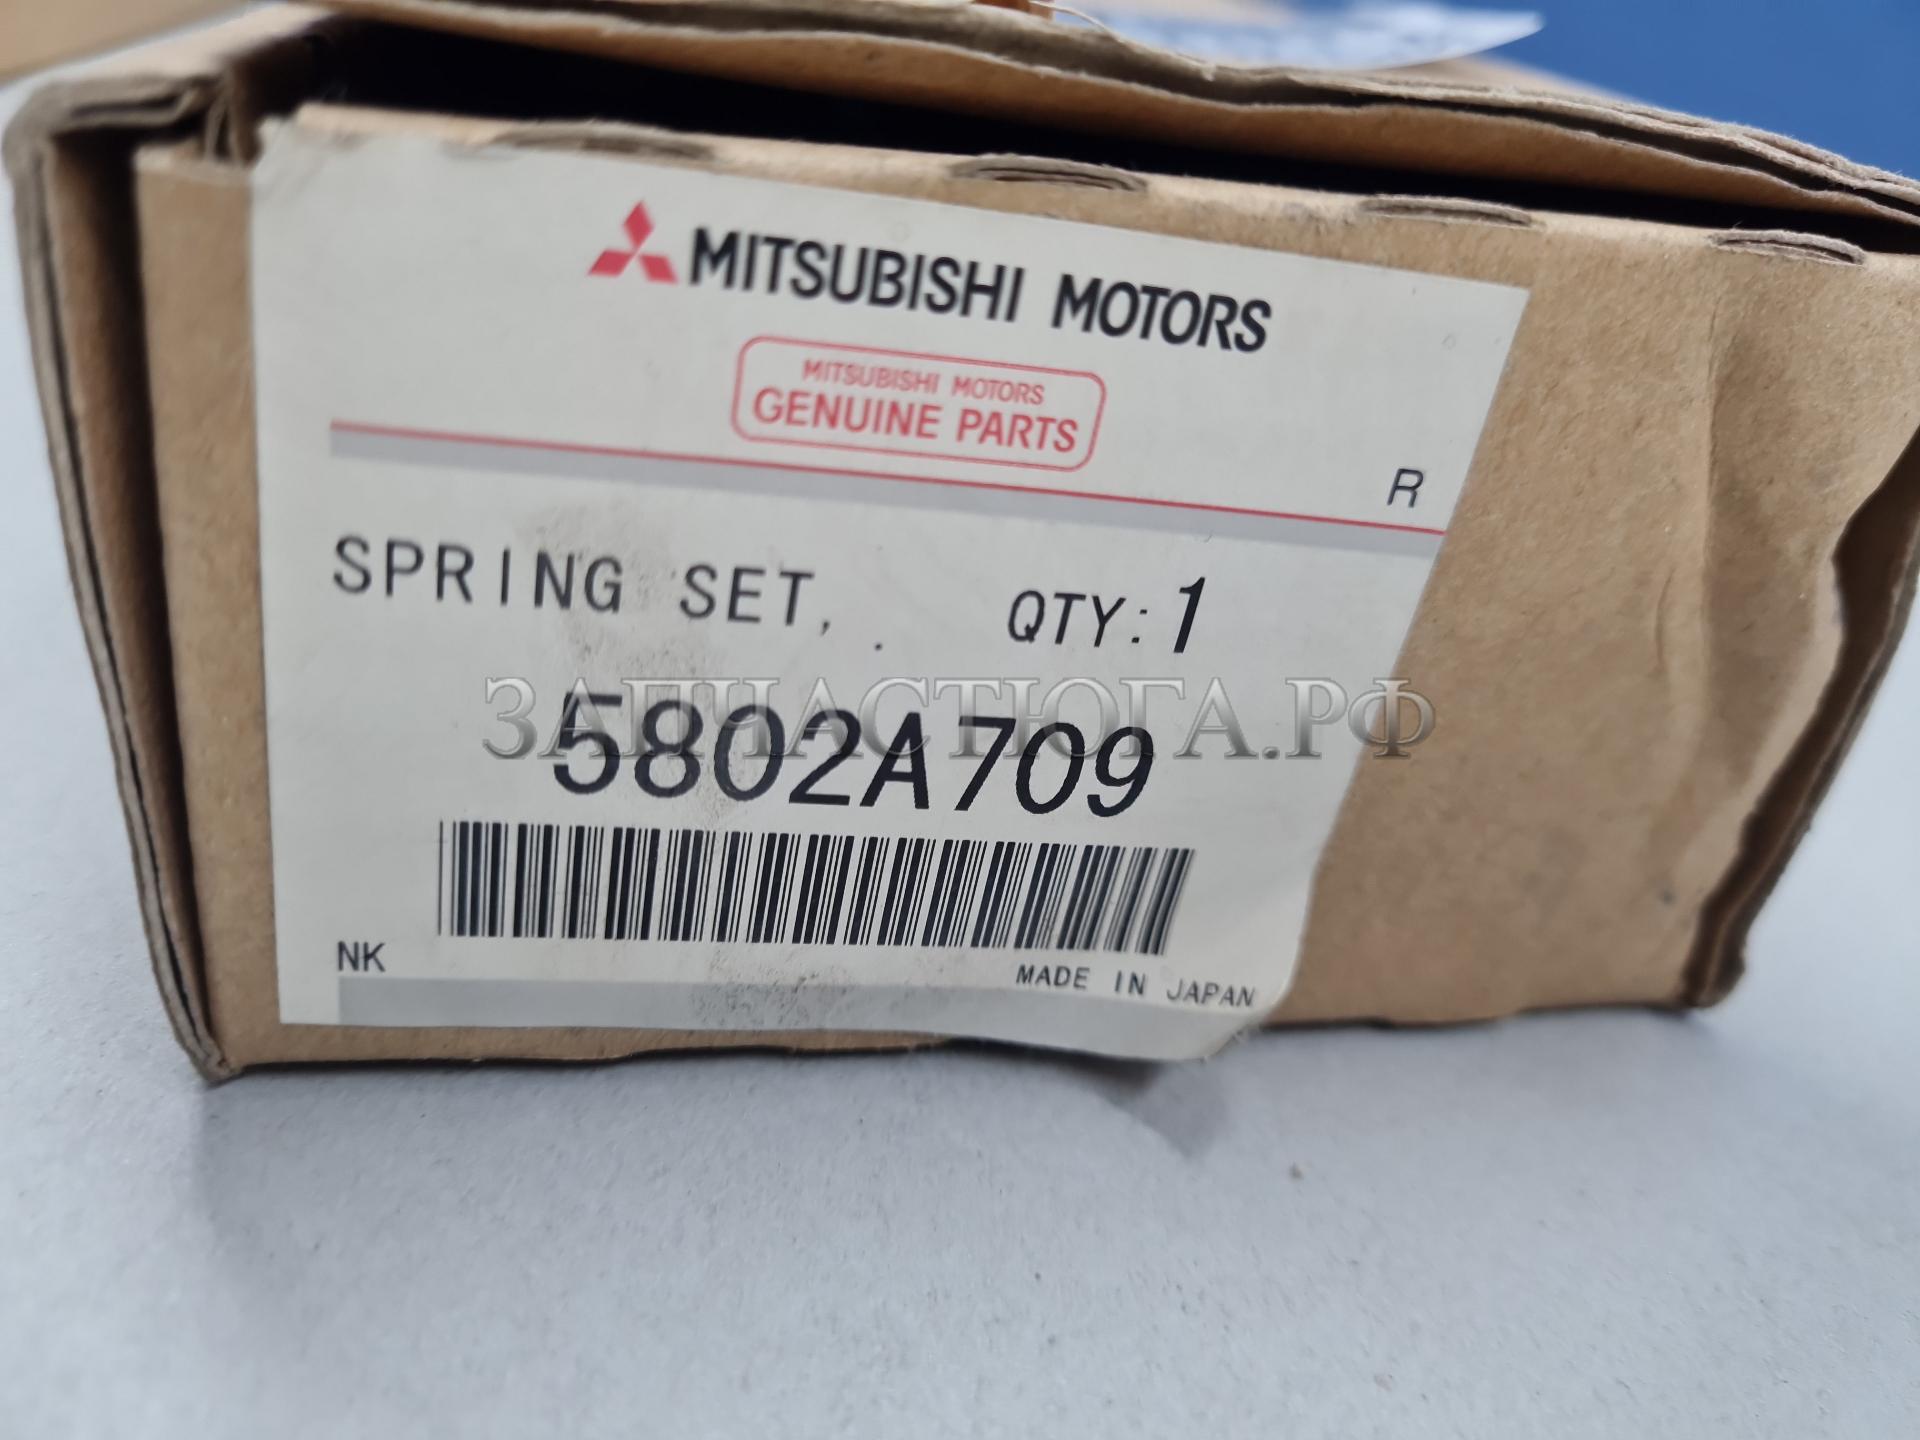 MITSUBISHI MOTORS
MITSUBISHI MOTORS
GENUINE PARTS
R
SPRING SET, . QTY:1
ЗАПЧАСТЮГА.РФ
5802A709
NK
MADE IN JAPAN